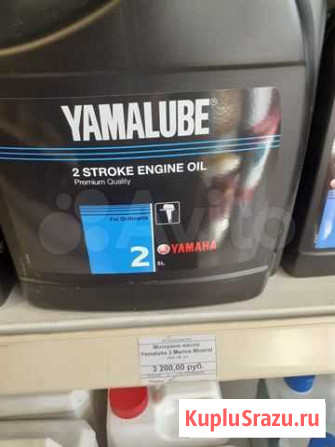 YAMALUBE®
2 STROKE ENGINE OIL
Premium Quality
For Outboards
2
5L
YAMAHA
Avito
Моторное масло
Yamalube 2 Marine Mineral
3 200,00 руб.
KupluSrazu.ru